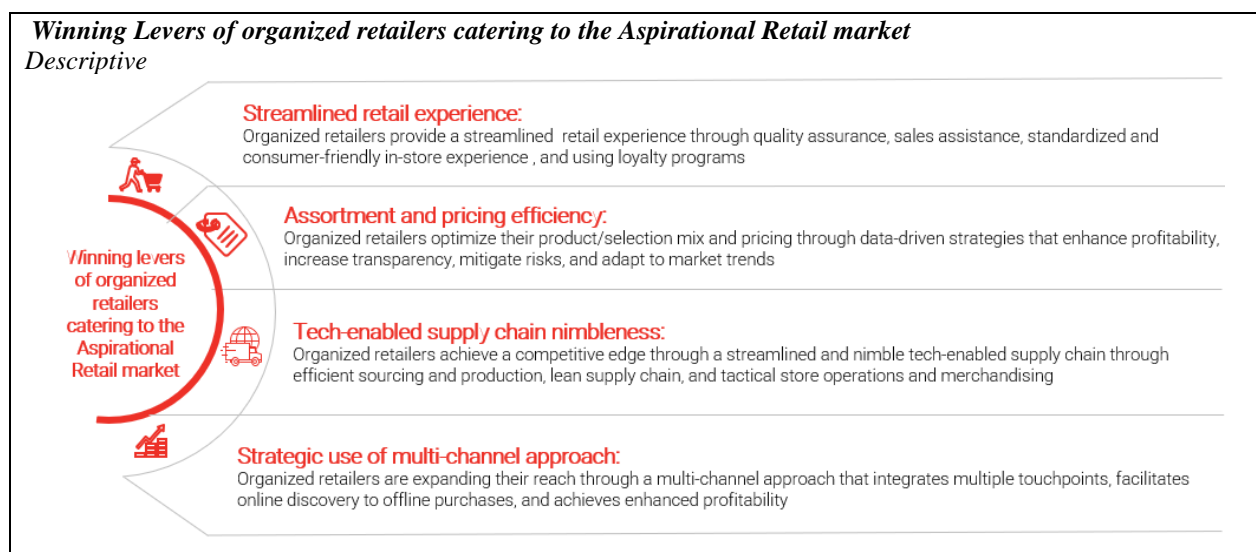 Winning Levers of organized retailers catering to the Aspirational Retail market
Descriptive
Streamlined retail experience:
Organized retailers provide a streamlined retail experience through quality assurance, sales assistance, standardized and
consumer-friendly in-store experience , and using loyalty programs
Assortment and pricing efficiency:
Organized retailers optimize their product/selection mix and pricing through data-driven strategies that enhance profitability,
increase transparency, mitigate risks, and adapt to market trends
Winning levers
of organized
retailers
catering to the
Aspirational
Retail market
Tech-enabled supply chain nimbleness:
Organized retailers achieve a competitive edge through a streamlined and nimble tech-enabled supply chain through
efficient sourcing and production, lean supply chain, and tactical store operations and merchandising
Strategic use of multi-channel approach:
Organized retailers are expanding their reach through a multi-channel approach that integrates multiple touchpoints, facilitates
online discovery to offline purchases, and achieves enhanced profitability